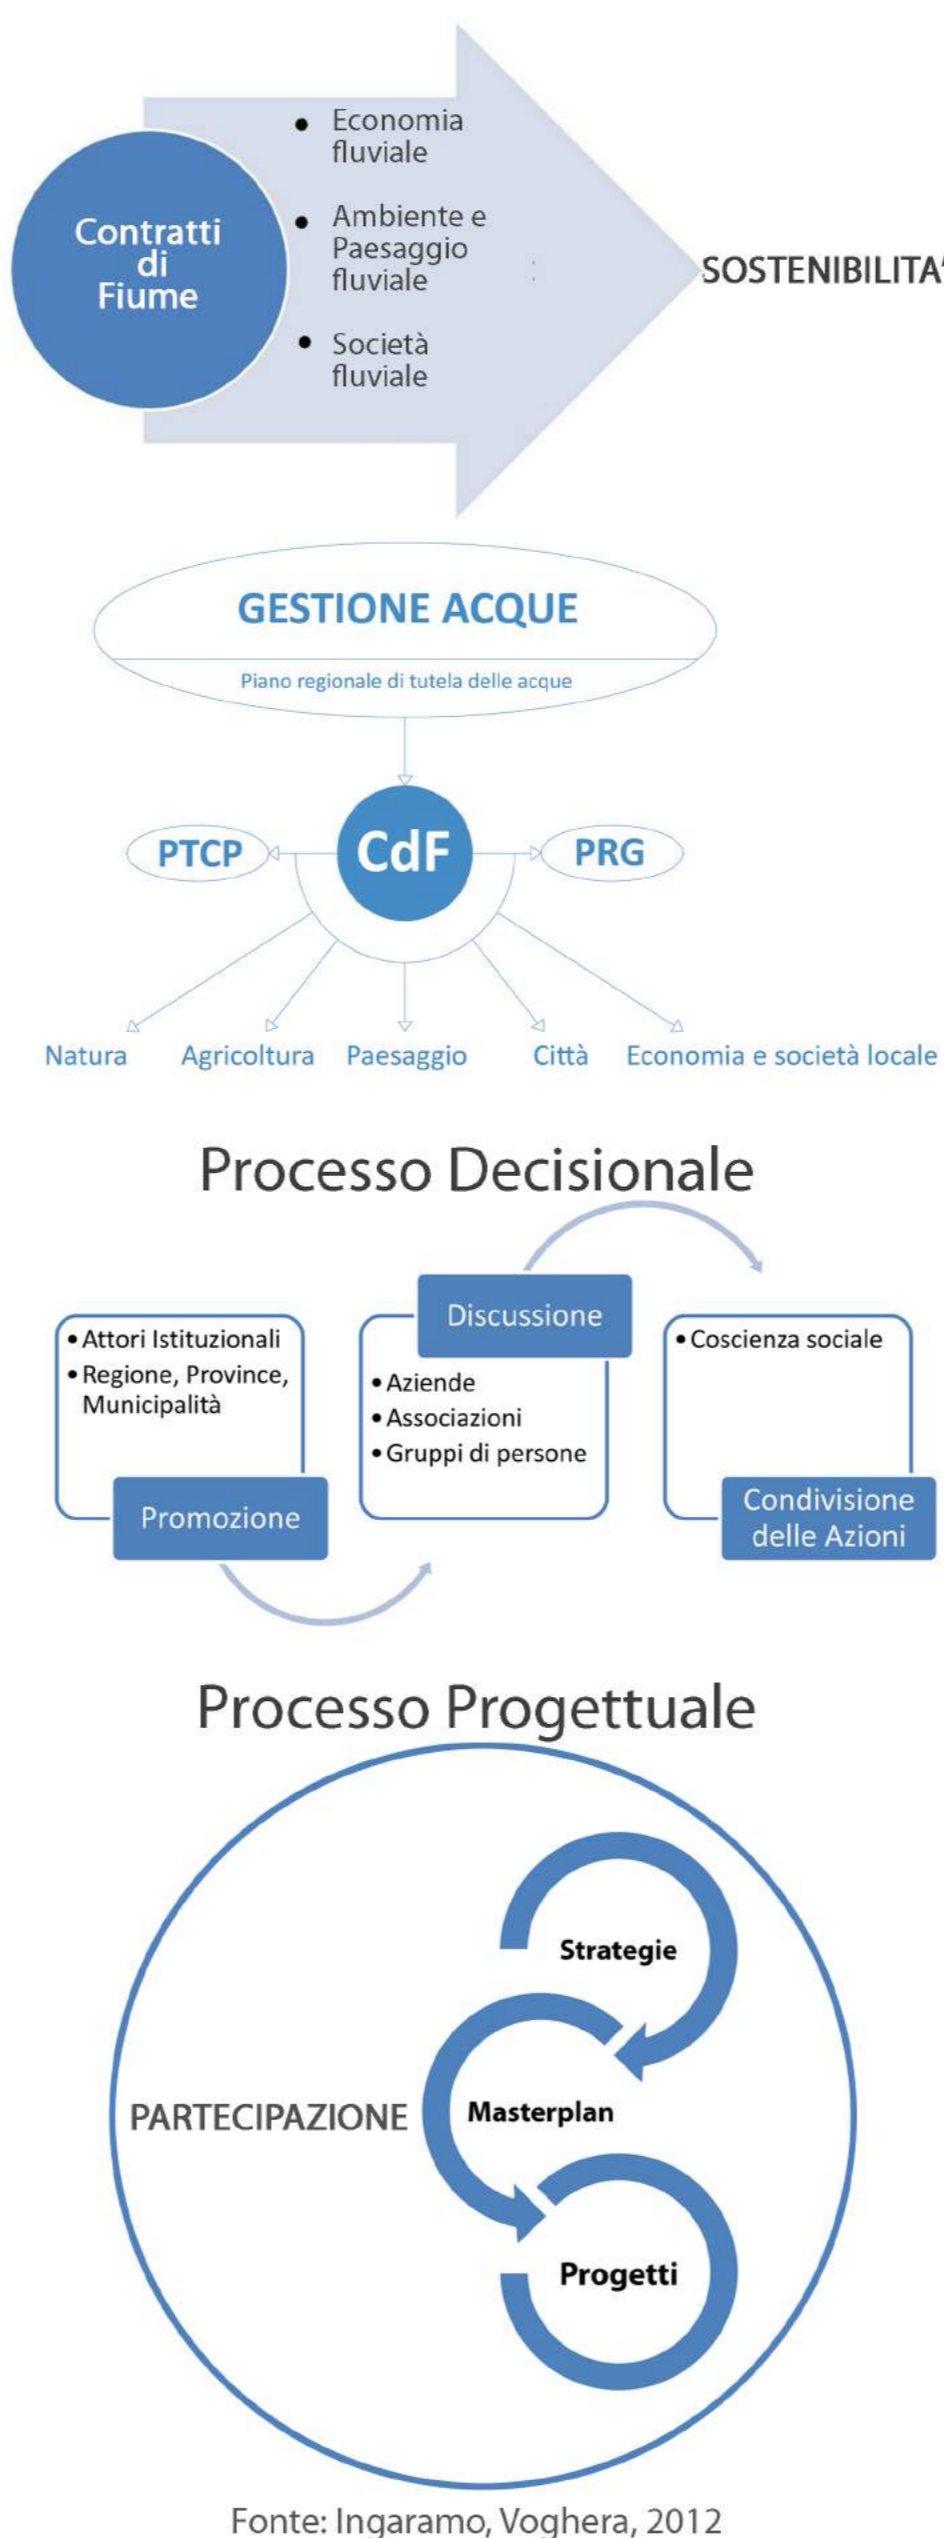 Contratti
di
Fiume
• Economia
fluviale
• Ambiente e
Paesaggio
fluviale
• Società
fluviale
SOSTENIBILITA'
GESTIONE ACQUE
Piano regionale di tutela delle acque
PTCP
CdF
PRG
Natura
Agricoltura
Paesaggio
Città
Economia e società locale
Processo Decisionale
• Attori Istituzionali
• Regione, Province,
Municipalità
Promozione
Discussione
• Aziende
• Associazioni
• Gruppi di persone
• Coscienza sociale
Condivisione
delle Azioni
Processo Progettuale
PARTECIPAZIONE
Strategie
Masterplan
Progetti
Fonte: Ingaramo, Voghera, 2012